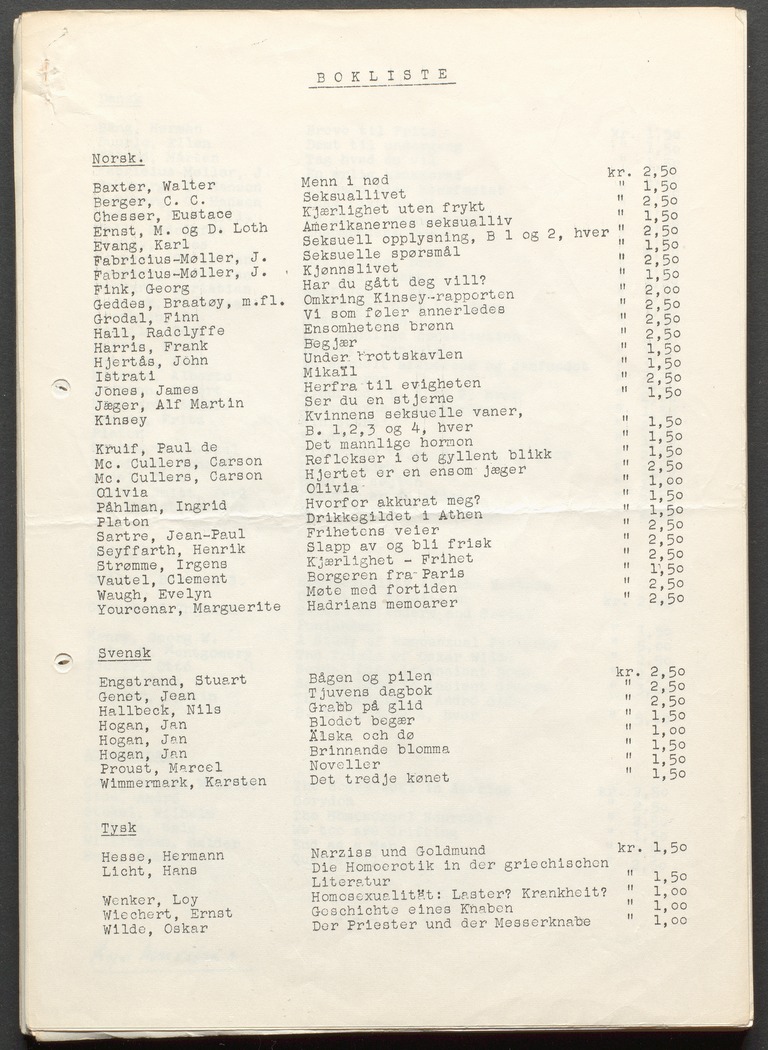 BOKLISTE
Norsk.
Baxter, Walter Menn i nød kr. 2,50
Berger, C. C. Seksuallivet " 1,50
Chesser, Eustace Kjærlighet uten frykt " 2,50
Ernst, M. og D. Loth Amerikanernes seksualliv " 1,50
Evang, Karl Seksuell opplysning, B 1 og 2, hver " 2,50
Fabricius-Møller, J. Seksuelle spørsmål " 1,50
Fabricius-Møller, J. Kjønnslivet " 2,50
Fink, Georg Har du gått deg vill? " 1,50
Geddes, Braatøy, m.fl. Omkring Kinsey-rapporten " 2,00
Grodal, Finn Vi som føler annerledes " 2,50
Hall, Radclyffe Ensomhetens brønn " 2,50
Harris, Frank Begjær " 2,50
Hjertås, John Under brottskavlen " 1,50
Istrati Mikaïl " 1,50
Jones, James Herfra til evigheten " 2,50
Jæger, Alf Martin Ser du en stjerne " 1,50
Kinsey Kvinnens seksuelle vaner,
B. 1,2,3 og 4, hver " 1,50
Kruif, Paul de Det mannlige hormon " 1,50
Mc. Cullers, Carson Reflekser i et gyllent blikk " 1,50
Mc. Cullers, Carson Hjertet er en ensom jæger " 2,50
Olivia Olivia " 1,00
Påhlman, Ingrid Hvorfor akkurat meg? " 1,50
Platon Drikkegildet i Athen " 1,50
Sartre, Jean-Paul Frihetens veier " 2,50
Seyffarth, Henrik Slapp av og bli frisk " 2,50
Strømme, Irgens Kjærlighet - Frihet " 2,50
Vautel, Clement Borgeren fra Paris " 1,50
Waugh, Evelyn Møte med fortiden " 2,50
Yourcenar, Marguerite Hadrians memoarer " 2,50
Svensk
Engstrand, Stuart Bågen og pilen kr. 2,50
Genet, Jean Tjuvens dagbok " 2,50
Hallbeck, Nils Grabb på glid " 2,50
Hogan, Jan Blodet begær " 1,50
Hogan, Jan Älska och dø " 1,00
Hogan, Jan Brinnande blomma " 1,50
Proust, Marcel Noveller " 1,50
Wimmermark, Karsten Det tredje kønet " 1,50
Tysk
Hesse, Hermann Narziss und Goldmund kr. 1,50
Licht, Hans Die Homoerotik in der griechischen
Literatur " 1,50
Wenker, Loy Homosexualität: Laster? Krankheit? " 1,00
Wiechert, Ernst Geschichte eines Knaben " 1,00
Wilde, Oskar Der Priester und der Messerknabe " 1,00